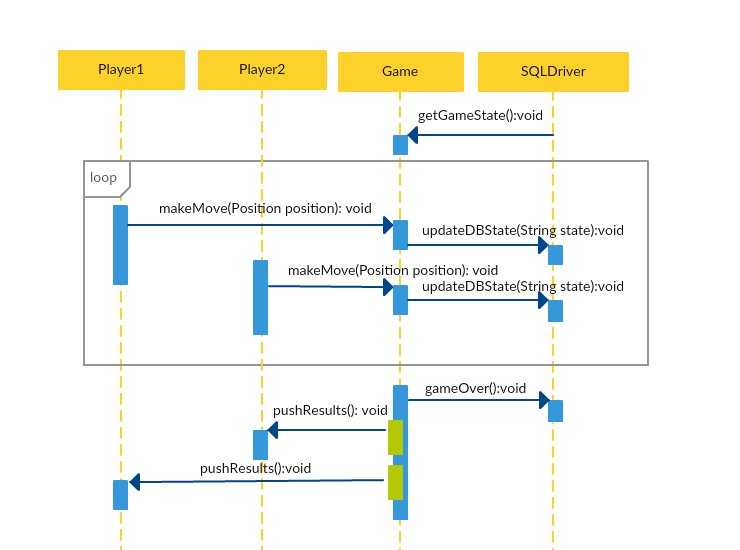 Player1
Player2
Game
SQLDriver
getGameState():void
loop
makeMove(Position position): void
updateDBState(String state):void
makeMove(Position position): void
updateDBState(String state):void
gameOver():void
pushResults(): void
pushResults():void